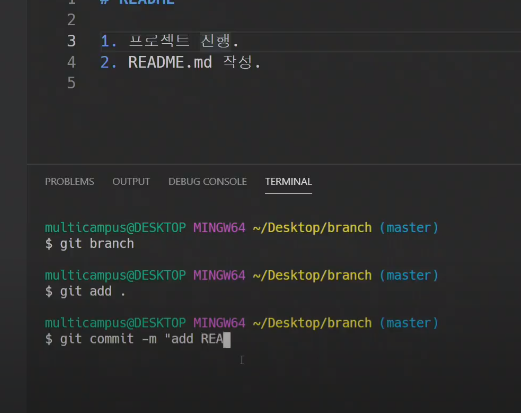 1 # README
2
3 1. 프로젝트 진행.
4 2. README.md 작성.
5
PROBLEMS OUTPUT DEBUG CONSOLE TERMINAL
multicampus@DESKTOP MINGW64 ~/Desktop/branch (master)
$ git branch
multicampus@DESKTOP MINGW64 ~/Desktop/branch (master)
$ git add .
multicampus@DESKTOP MINGW64 ~/Desktop/branch (master)
$ git commit -m "add REA